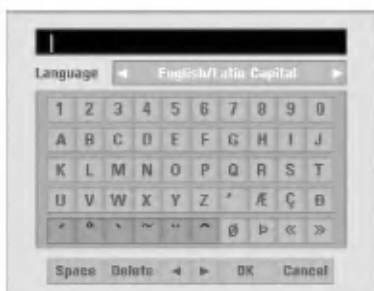 Language ◄ English/Latin Capital ►
1 2 3 4 5 6 7 8 9 0
A B C D E F G H I J
K L M N O P Q R S T
U V W X Y Z ʼ Æ Ç Ð
´ ° ` ~ ¨ ^ Ø Þ « »
Space Delete ◄ ► OK Cancel